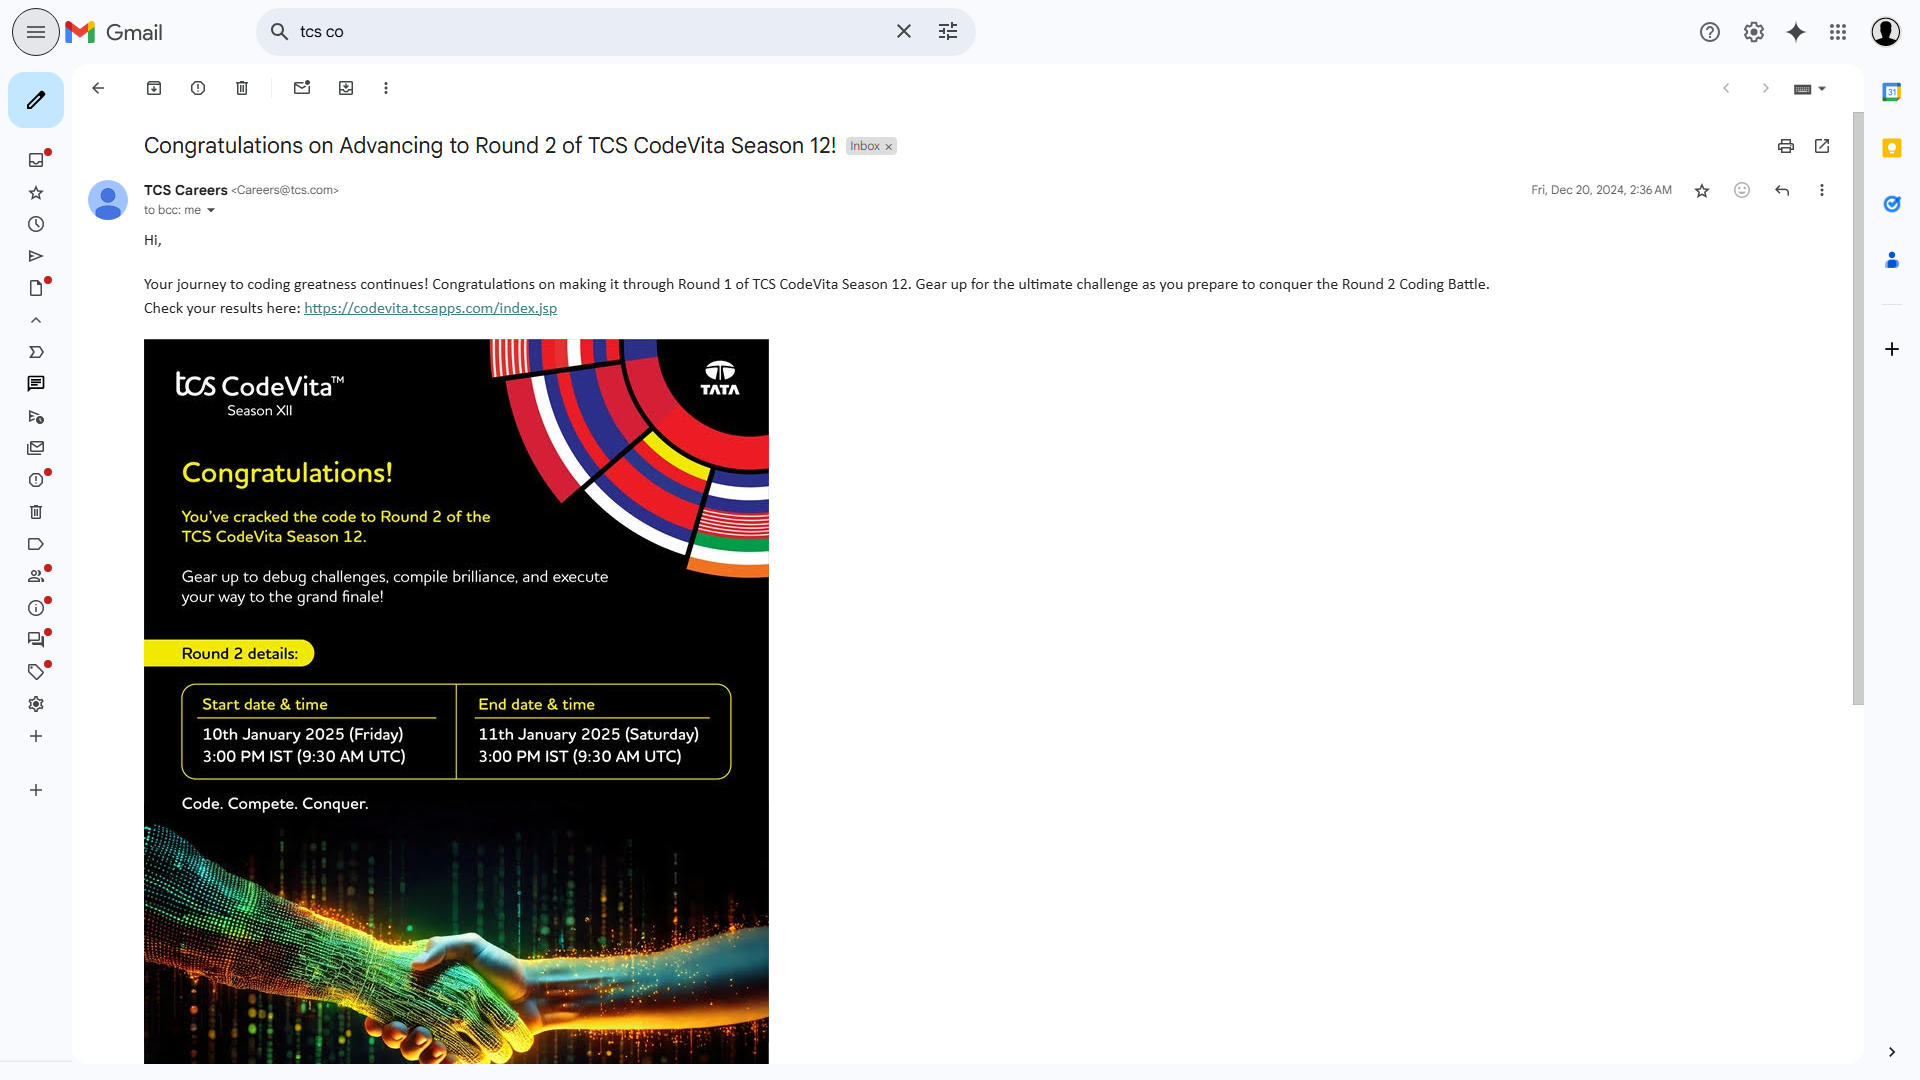 Gmail
tcs co
Congratulations on Advancing to Round 2 of TCS CodeVita Season 12!
Inbox ×
TCS Careers <Careers@tcs.com>
Fri, Dec 20, 2024, 2:36 AM
to bcc: me
Hi,
Your journey to coding greatness continues! Congratulations on making it through Round 1 of TCS CodeVita Season 12. Gear up for the ultimate challenge as you prepare to conquer the Round 2 Coding Battle.
Check your results here: https://codevita.tcsapps.com/index.jsp
tcs CodeVita™
Season XII
TATA
Congratulations!
You've cracked the code to Round 2 of the
TCS CodeVita Season 12.
Gear up to debug challenges, compile brilliance, and execute
your way to the grand finale!
Round 2 details:
Start date & time
10th January 2025 (Friday)
3:00 PM IST (9:30 AM UTC)
End date & time
11th January 2025 (Saturday)
3:00 PM IST (9:30 AM UTC)
Code. Compete. Conquer.
31